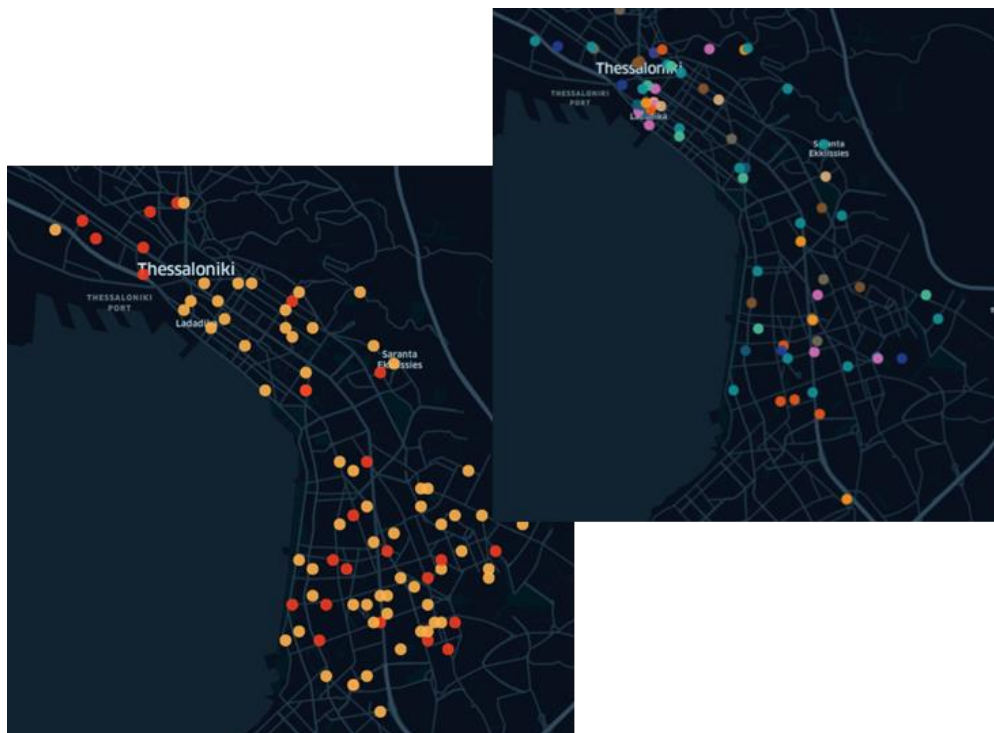 Thessaloniki
THESSALONIKI
PORT
Saranta
Ekklissies
Thessaloniki
THESSALONIKI
PORT
Saranta
Ekklissies